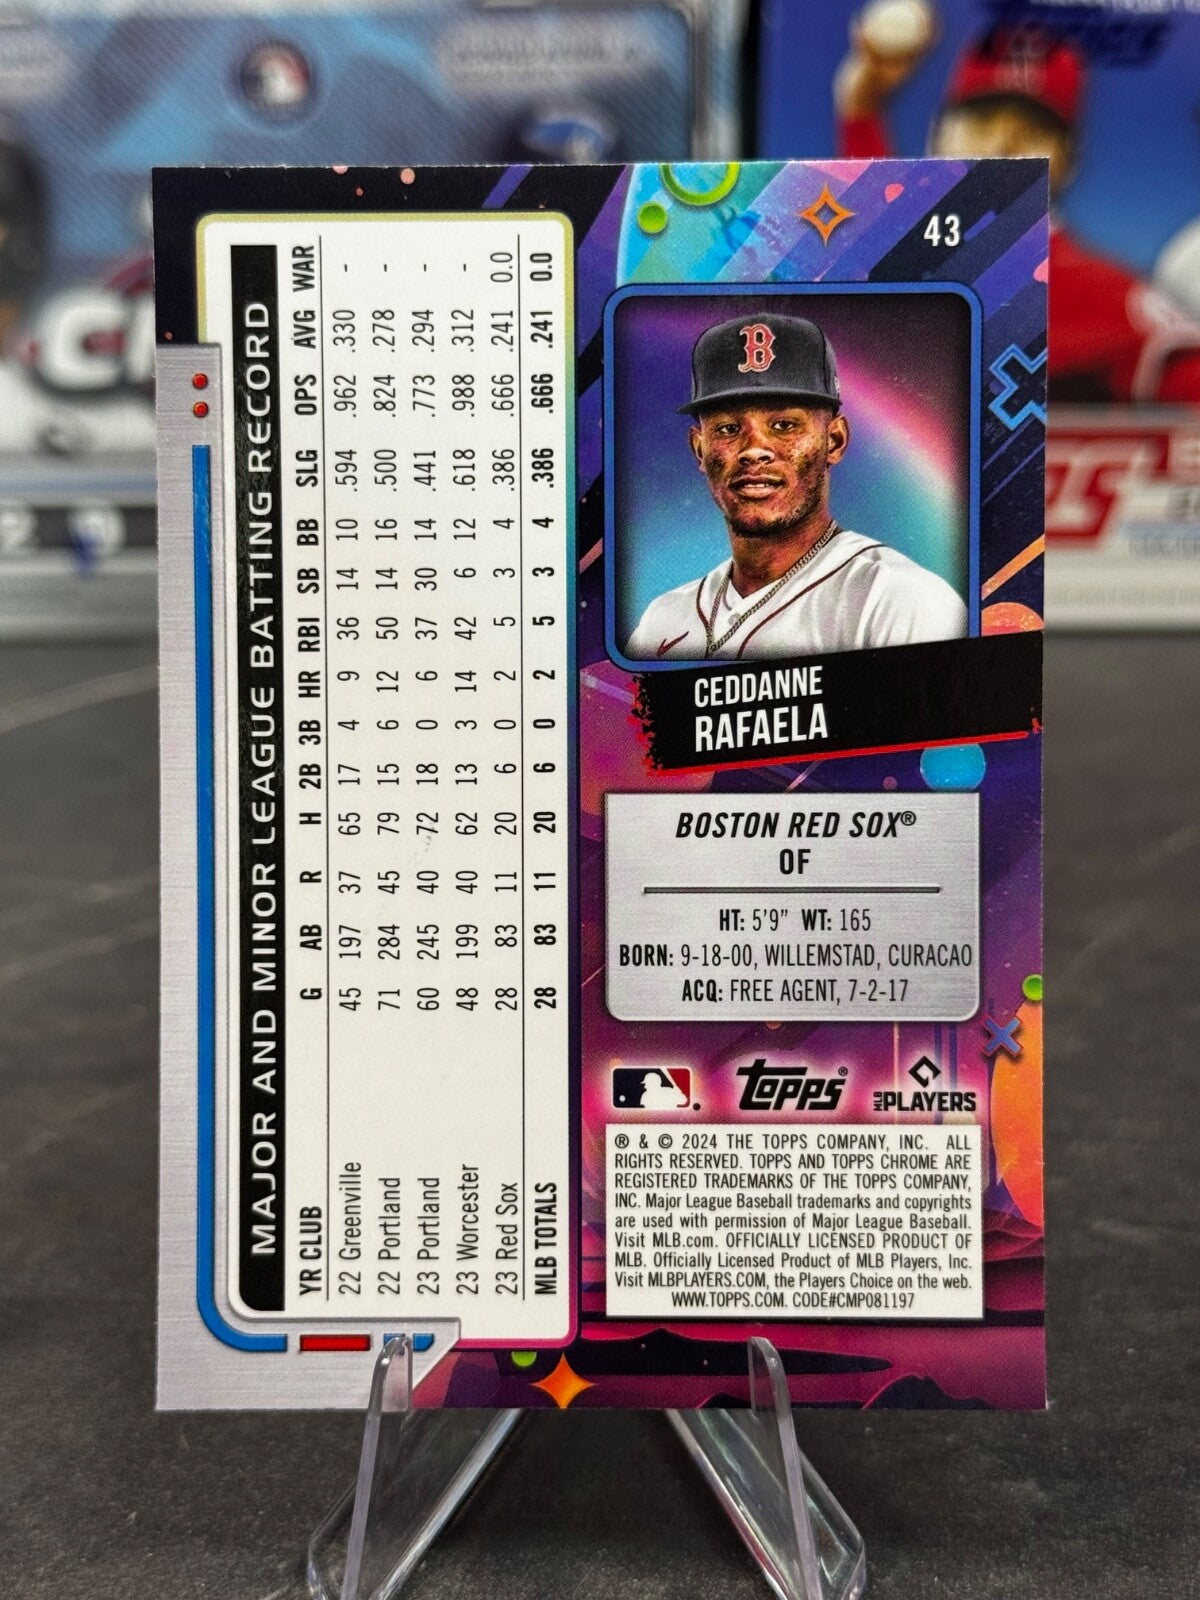 43
B
CEDDANNE
RAFAELA
BOSTON RED SOX®
OF
HT: 5'9" WT: 165
BORN: 9-18-00, WILLEMSTAD, CURACAO
ACQ: FREE AGENT, 7-2-17
topps® MLB PLAYERS
® & © 2024 THE TOPPS COMPANY, INC. ALL
RIGHTS RESERVED. TOPPS AND TOPPS CHROME ARE
REGISTERED TRADEMARKS OF THE TOPPS COMPANY,
INC. Major League Baseball trademarks and copyrights
are used with permission of Major League Baseball.
Visit MLB.com. OFFICIALLY LICENSED PRODUCT OF
MLB. Officially Licensed Product of MLB Players, Inc.
Visit MLBPLAYERS.COM, the Players Choice on the web.
WWW.TOPPS.COM. CODE#CMP081197
MAJOR AND MINOR LEAGUE BATTING RECORD
YR CLUB G AB R H 2B 3B HR RBI SB BB SLG OPS AVG WAR
22 Greenville 45 197 37 65 17 4 9 36 14 10 .594 .962 .330 -
22 Portland 71 284 45 79 15 6 12 50 14 16 .500 .824 .278 -
23 Portland 60 245 40 72 18 0 6 37 30 14 .441 .773 .294 -
23 Worcester 48 199 40 62 13 3 14 42 6 12 .618 .988 .312 -
23 Red Sox 28 83 11 20 6 0 2 5 3 4 .386 .666 .241 0.0
MLB TOTALS 28 83 11 20 6 0 2 5 3 4 .386 .666 .241 0.0